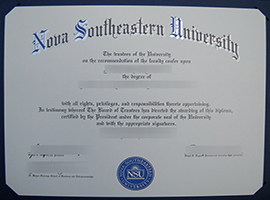 Nova Southeastern University
The trustees of the University
on the recommendation of the faculty confer upon
the degree of
with all rights, privileges, and responsibilities thereto appertaining.
In testimony whereof The Board of Trustees has directed the awarding of this diploma,
certified by the President under the corporate seal of the University
and with the appropriate signatures.
NSU